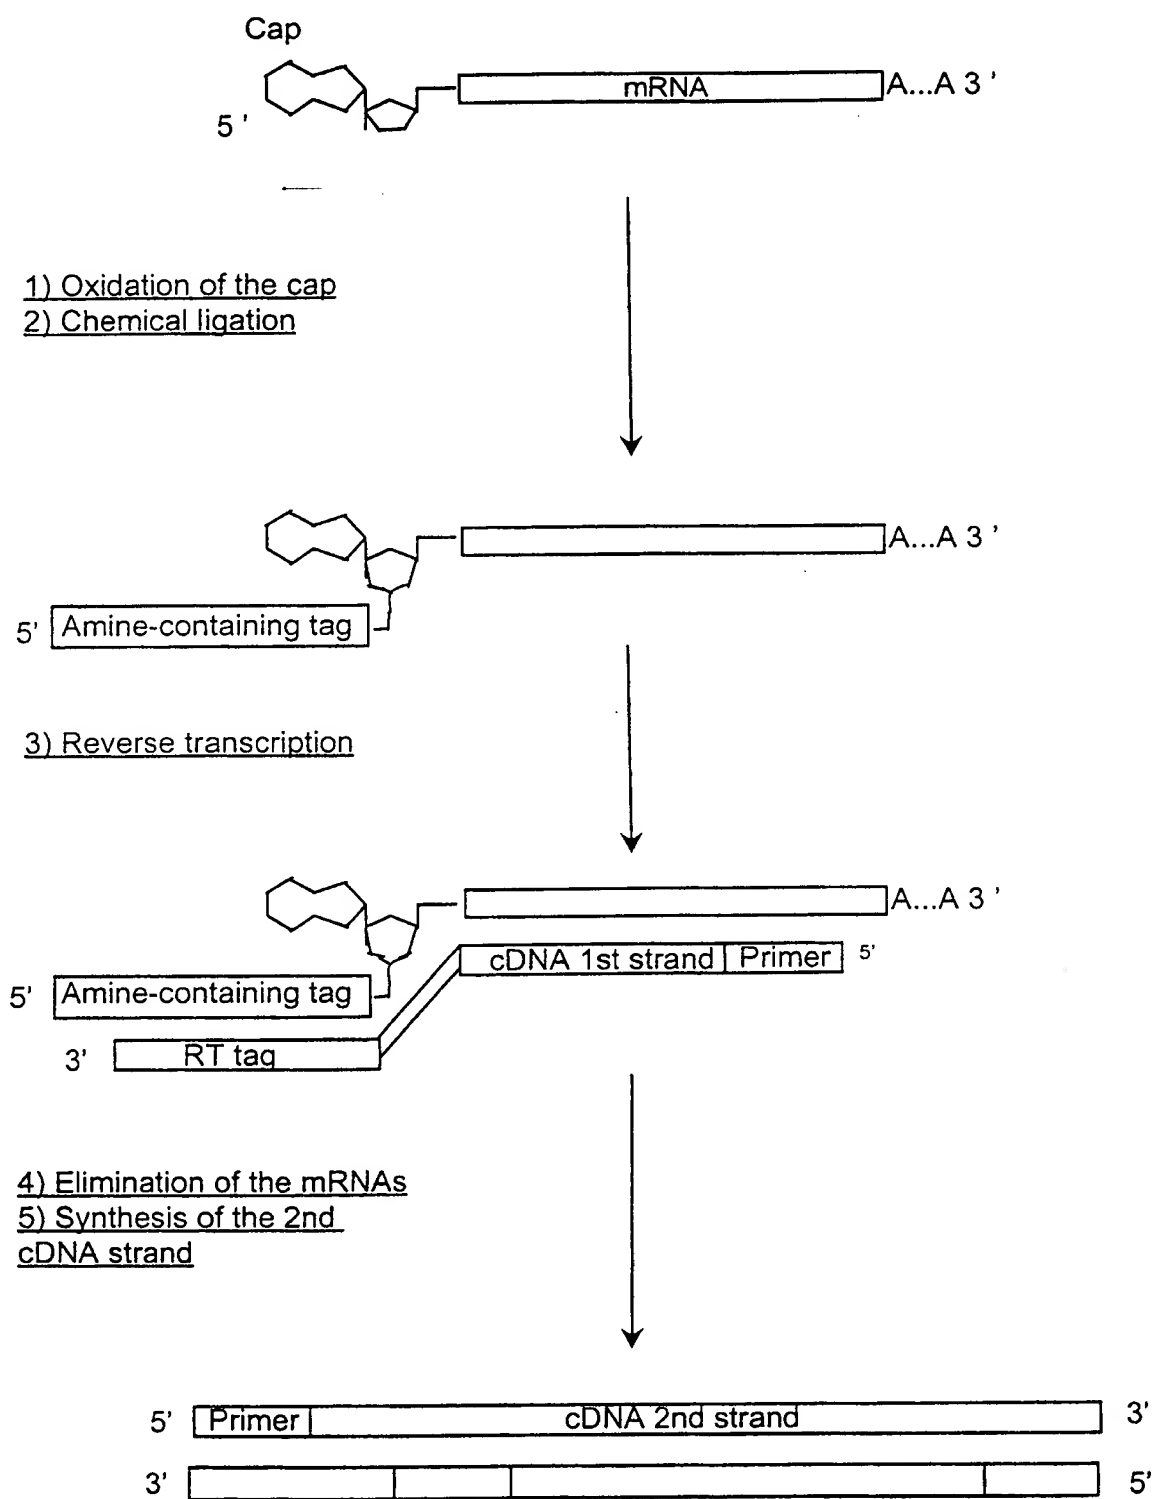 Cap
5 '
mRNA
A...A 3 '
1) Oxidation of the cap
2) Chemical ligation
A...A 3 '
5' Amine-containing tag
3) Reverse transcription
A...A 3 '
cDNA 1st strand Primer 5'
5' Amine-containing tag
3' RT tag
4) Elimination of the mRNAs
5) Synthesis of the 2nd
cDNA strand
5' Primer cDNA 2nd strand 3'
3' 5'